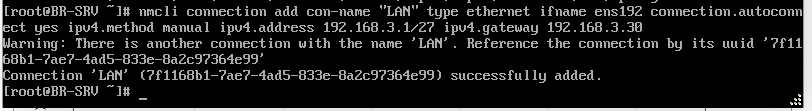 [root@BR-SRV ~]# nmcli connection add con-name "LAN" type ethernet ifname ens192 connection.autoconn
ect yes ipv4.method manual ipv4.address 192.168.3.1/27 ipv4.gateway 192.168.3.30
Warning: There is another connection with the name 'LAN'. Reference the connection by its uuid '7f11
68b1-7ae7-4ad5-833e-8a2c97364e99'
Connection 'LAN' (7f1168b1-7ae7-4ad5-833e-8a2c97364e99) successfully added.
[root@BR-SRV ~]# _